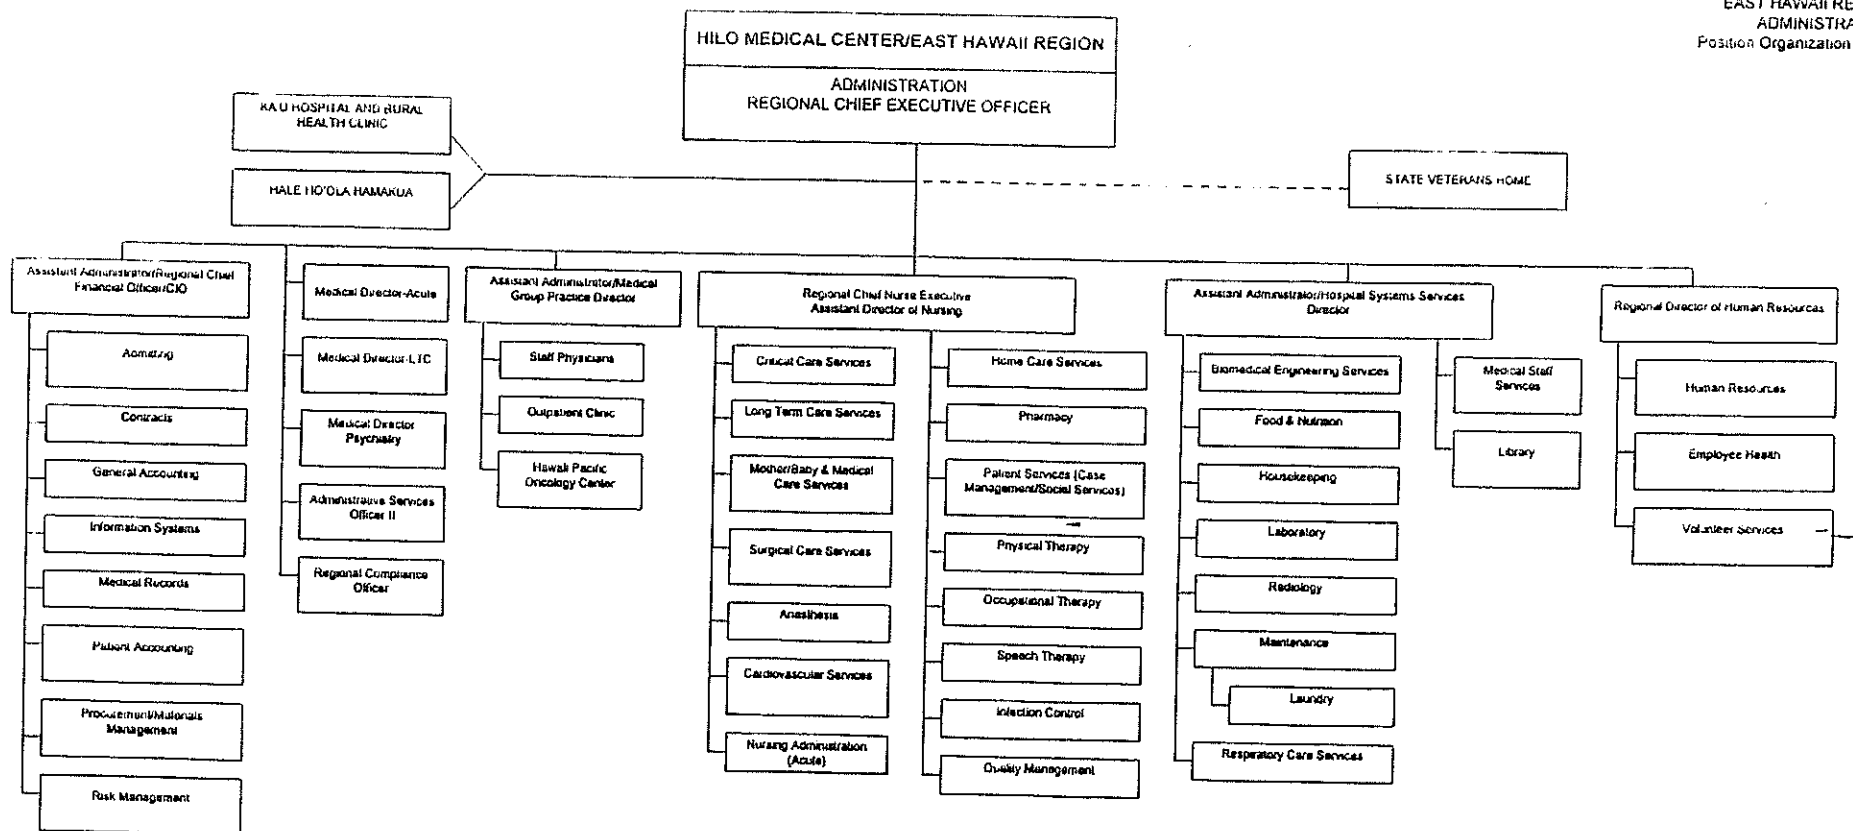 EAST HAWAII RE
ADMINISTRA
Position Organization
HILO MEDICAL CENTER/EAST HAWAII REGION
ADMINISTRATION
REGIONAL CHIEF EXECUTIVE OFFICER
KA'U HOSPITAL AND RURAL
HEALTH CLINIC
HALE HO'OLA HAMAKUA
STATE VETERANS HOME
Assistant Administrator/Regional Chief
Financial Officer/CIO
Admitting
Contracts
General Accounting
Information Systems
Medical Records
Patient Accounting
Procurement/Materials
Management
Risk Management
Medical Director-Acute
Medical Director-LTC
Medical Director
Psychiatry
Administrative Services
Officer II
Regional Compliance
Officer
Assistant Administrator/Medical
Group Practice Director
Staff Physicians
Outpatient Clinic
Hawaii Pacific
Oncology Center
Regional Chief Nurse Executive
Assistant Director of Nursing
Critical Care Services
Long Term Care Services
Mother/Baby & Medical
Care Services
Surgical Care Services
Anesthesia
Cardiovascular Services
Nursing Administration
(Acute)
Home Care Services
Pharmacy
Patient Services (Case
Management/Social Services)
Physical Therapy
Occupational Therapy
Speech Therapy
Infection Control
Quality Management
Assistant Administrator/Hospital Systems Services
Director
Biomedical Engineering Services
Food & Nutrition
Housekeeping
Laboratory
Radiology
Maintenance
Laundry
Respiratory Care Services
Medical Staff
Services
Library
Regional Director of Human Resources
Human Resources
Employee Health
Volunteer Services